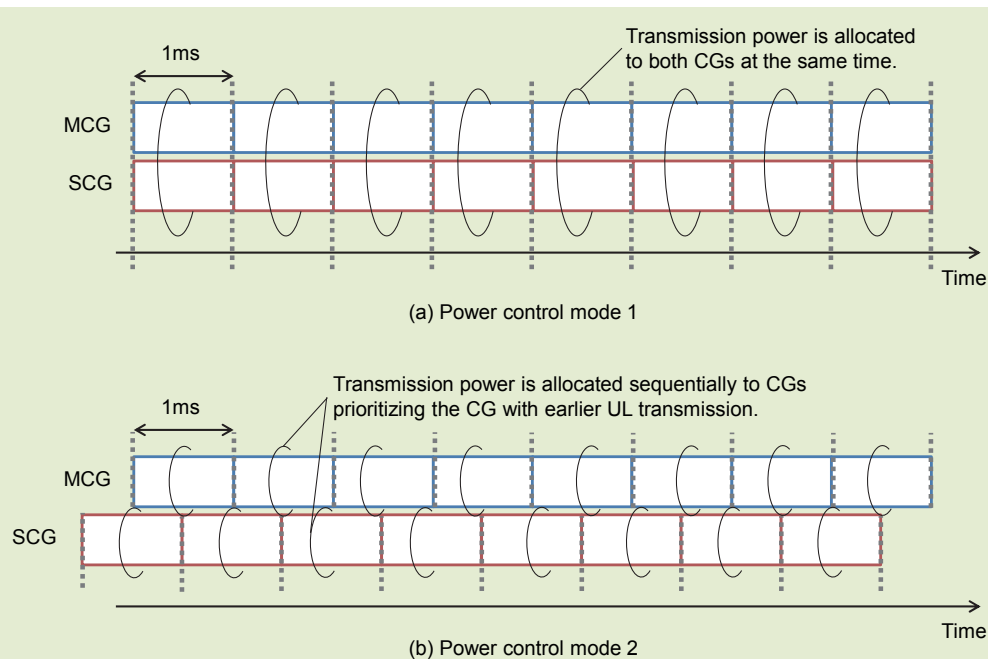 Transmission power is allocated
to both CGs at the same time.
1ms
MCG
SCG
Time
(a) Power control mode 1
Transmission power is allocated sequentially to CGs
prioritizing the CG with earlier UL transmission.
1ms
MCG
SCG
Time
(b) Power control mode 2